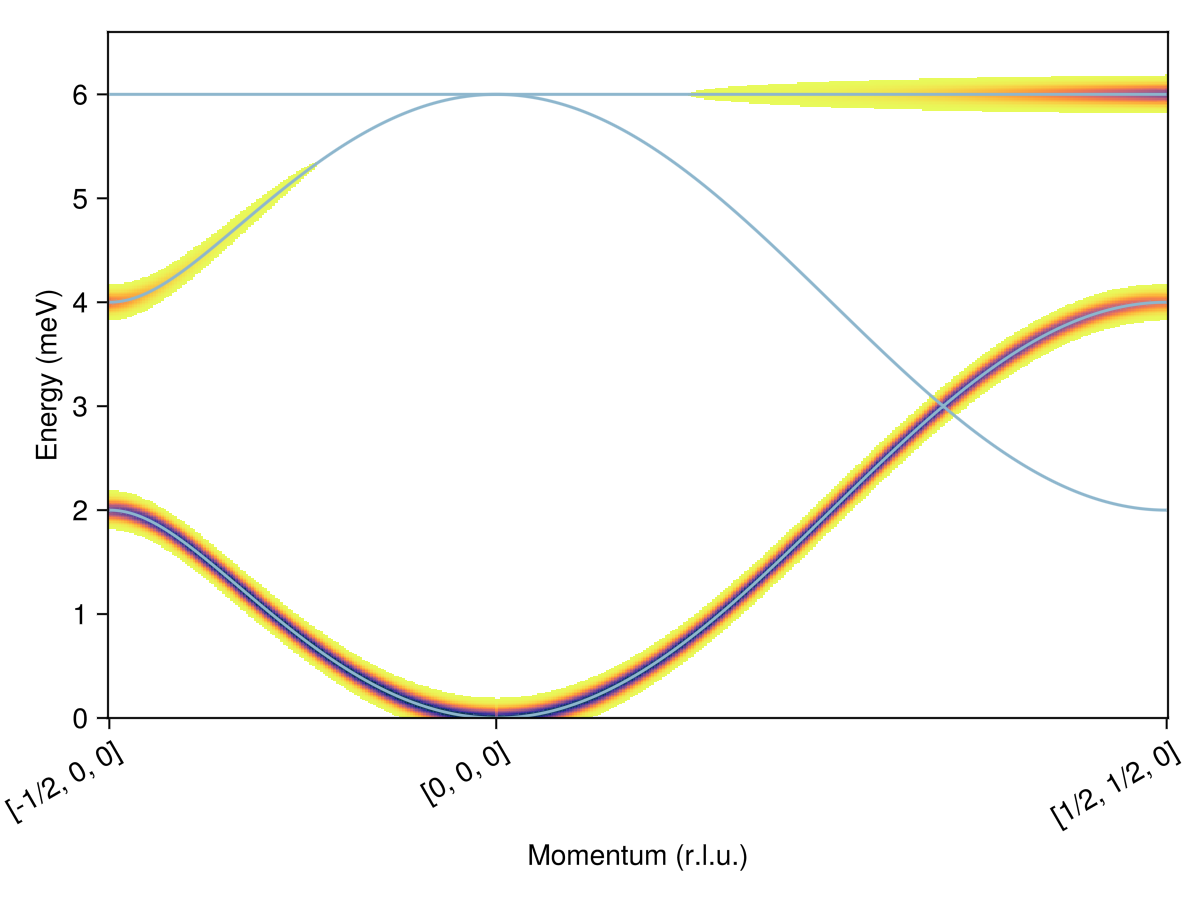 6
5
4
3
2
1
0
Energy (meV)
[-1/2, 0, 0]
[0, 0, 0]
[1/2, 1/2, 0]
Momentum (r.l.u.)